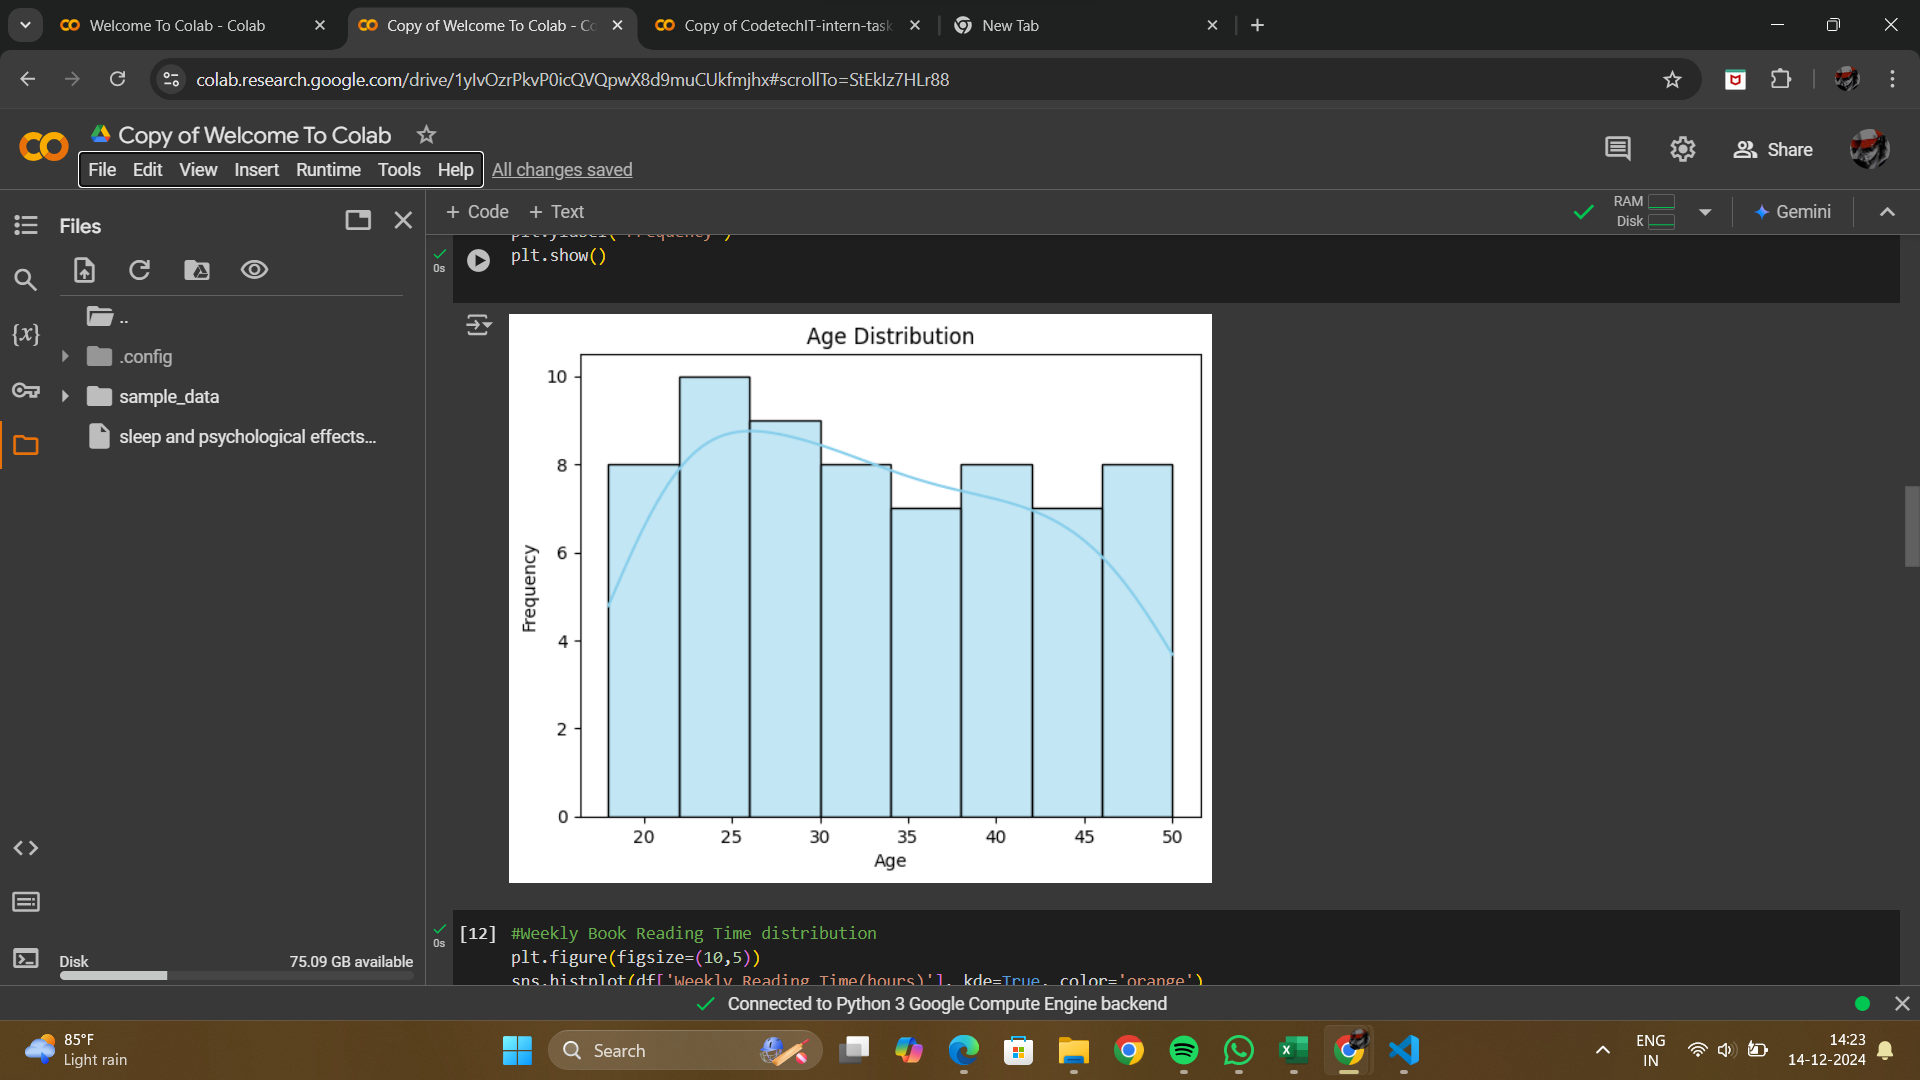 Welcome To Colab - Colab
Copy of Welcome To Colab - Co
Copy of CodetechIT-intern-task
New Tab
colab.research.google.com/drive/1yIvOzrPkvP0icQVQpwX8d9muCUkfmjhx#scrollTo=StEkIz7HLr88
Copy of Welcome To Colab
File Edit View Insert Runtime Tools Help All changes saved
Share
Files
+ Code + Text
RAM
Disk
Gemini
..
.config
sample_data
sleep and psychological effects...
{x}
0s
plt.ylabel('Frequency')
plt.show()
Age Distribution
Frequency
10
8
6
4
2
0
20 25 30 35 40 45 50
Age
0s
[12] #Weekly Book Reading Time distribution
plt.figure(figsize=(10,5))
sns.histplot(df['Weekly Reading Time(hours)'], kde=True, color='orange')
Disk 75.09 GB available
Connected to Python 3 Google Compute Engine backend
85°F
Light rain
Search
ENG
IN
14:23
14-12-2024